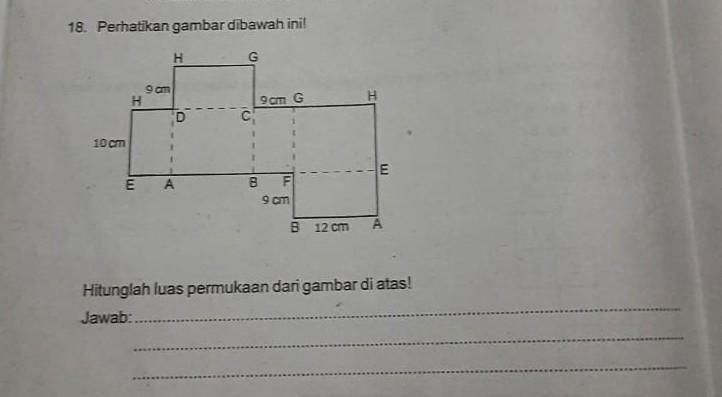 18. Perhatikan gambar dibawah ini!
H G
9 cm
H 9 cm G H
D C
10 cm
E A B F E
9 cm
B 12 cm A
Hitunglah luas permukaan dari gambar di atas!
Jawab: